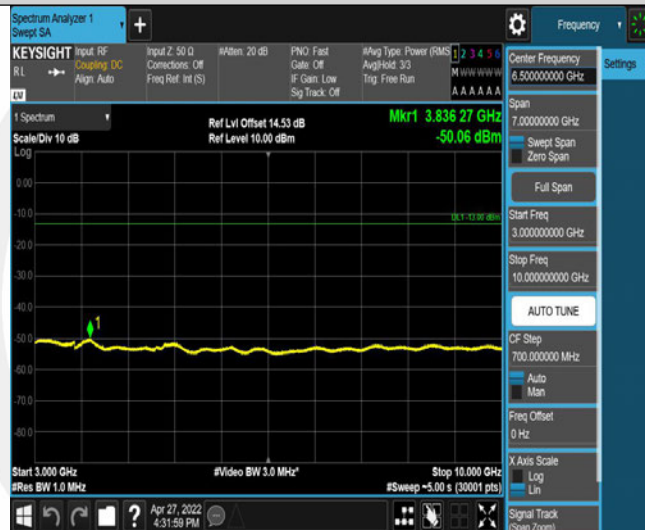 Spectrum Analyzer 1
Swept SA
Frequency
KEYSIGHT
RL
Input: RF
Coupling: DC
Align: Auto
Input Z: 50 Ω
Corrections: Off
Freq Ref: Int (S)
#Atten: 20 dB
PNO: Fast
Gate: Off
IF Gain: Low
Sig Track: Off
#Avg Type: Power (RMS
Avg|Hold: 3/3
Trig: Free Run
1 2 3 4 5 6
M W W W W W
A A A A A A
LXI
1 Spectrum
Scale/Div 10 dB
Ref Lvl Offset 14.53 dB
Ref Level 10.00 dBm
Mkr1 3.836 27 GHz
-50.06 dBm
Log
0.00
-10.0
DL1 -13.00 dBm
-20.0
-30.0
-40.0
1
-50.0
-60.0
-70.0
-80.0
Start 3.000 GHz
#Res BW 1.0 MHz
#Video BW 3.0 MHz*
Stop 10.000 GHz
#Sweep ~5.00 s (30001 pts)
Apr 27, 2022
4:31:59 PM
Settings
Center Frequency
6.500000000 GHz
Span
7.00000000 GHz
Swept Span
Zero Span
Full Span
Start Freq
3.000000000 GHz
Stop Freq
10.000000000 GHz
AUTO TUNE
CF Step
700.000000 MHz
Auto
Man
Freq Offset
0 Hz
X Axis Scale
Log
Lin
Signal Track
(Span Zoom)